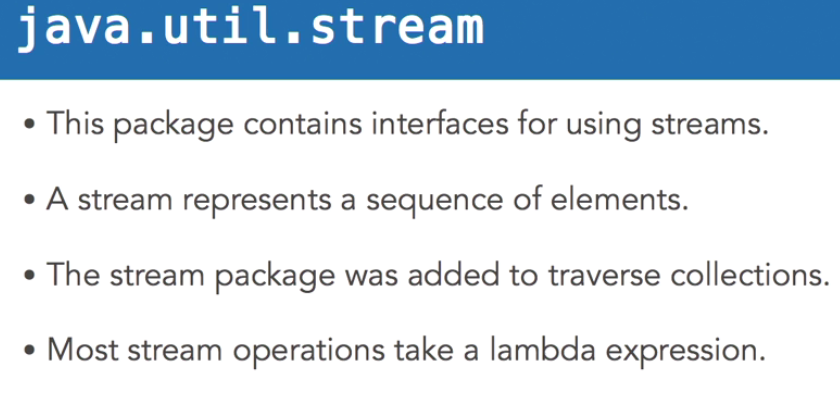 java.util.stream
• This package contains interfaces for using streams.
• A stream represents a sequence of elements.
• The stream package was added to traverse collections.
• Most stream operations take a lambda expression.